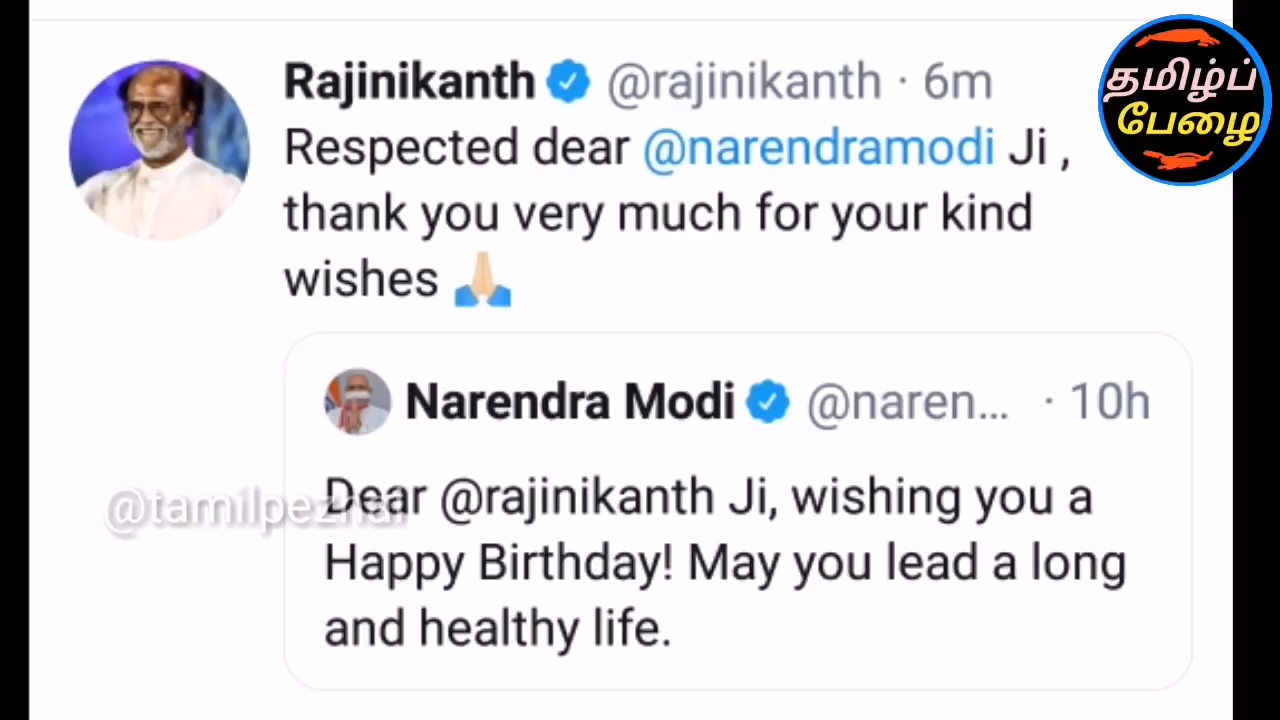 Rajinikanth @rajinikanth · 6m
Respected dear @narendramodi Ji ,
thank you very much for your kind
wishes 🙏🏻
Narendra Modi @naren... · 10h
Dear @rajinikanth Ji, wishing you a
Happy Birthday! May you lead a long
and healthy life.
தமிழ்ப்
பேழை
@tamilpezhai